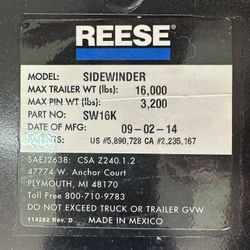 REESE
MODEL: SIDEWINDER
MAX TRAILER WT (lbs): 16,000
MAX PIN WT (lbs): 3,200
PART NO: SW16K
DATE OF MFG: 09-02-14
PATENTS: US #5,890,728 CA #2,235,167
SAEJ2638: CSA Z240.1.2
47774 W. Anchor Court
PLYMOUTH, MI 48170
Toll Free 800-710-9783
DO NOT EXCEED TRUCK OR TRAILER GVW
114252 Rev. D MADE IN MEXICO